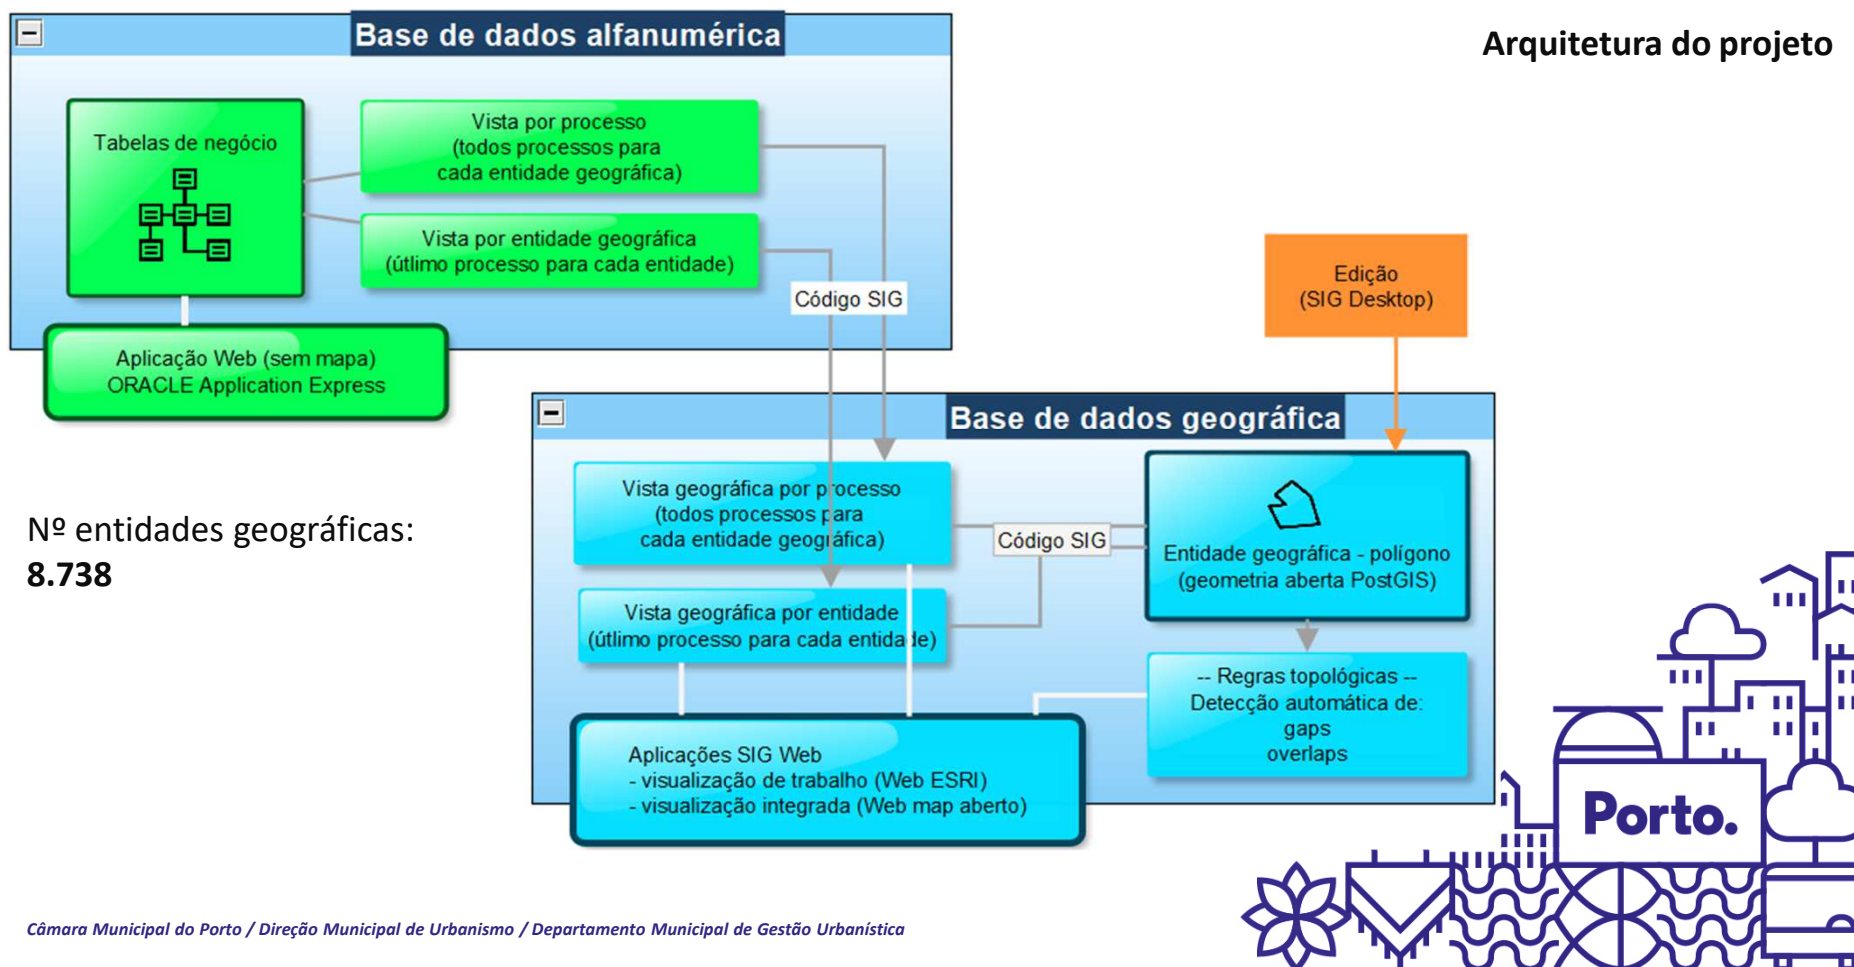 Arquitetura do projeto
Base de dados alfanumérica
Tabelas de negócio
Vista por processo
(todos processos para
cada entidade geográfica)
Vista por entidade geográfica
(útlimo processo para cada entidade)
Código SIG
Aplicação Web (sem mapa)
ORACLE Application Express
Edição
(SIG Desktop)
Base de dados geográfica
Vista geográfica por processo
(todos processos para
cada entidade geográfica)
Código SIG
Entidade geográfica - polígono
(geometria aberta PostGIS)
Vista geográfica por entidade
(útlimo processo para cada entidade)
-- Regras topológicas --
Detecção automática de:
gaps
overlaps
Aplicações SIG Web
- visualização de trabalho (Web ESRI)
- visualização integrada (Web map aberto)
Nº entidades geográficas:
8.738
Porto.
Câmara Municipal do Porto / Direção Municipal de Urbanismo / Departamento Municipal de Gestão Urbanística